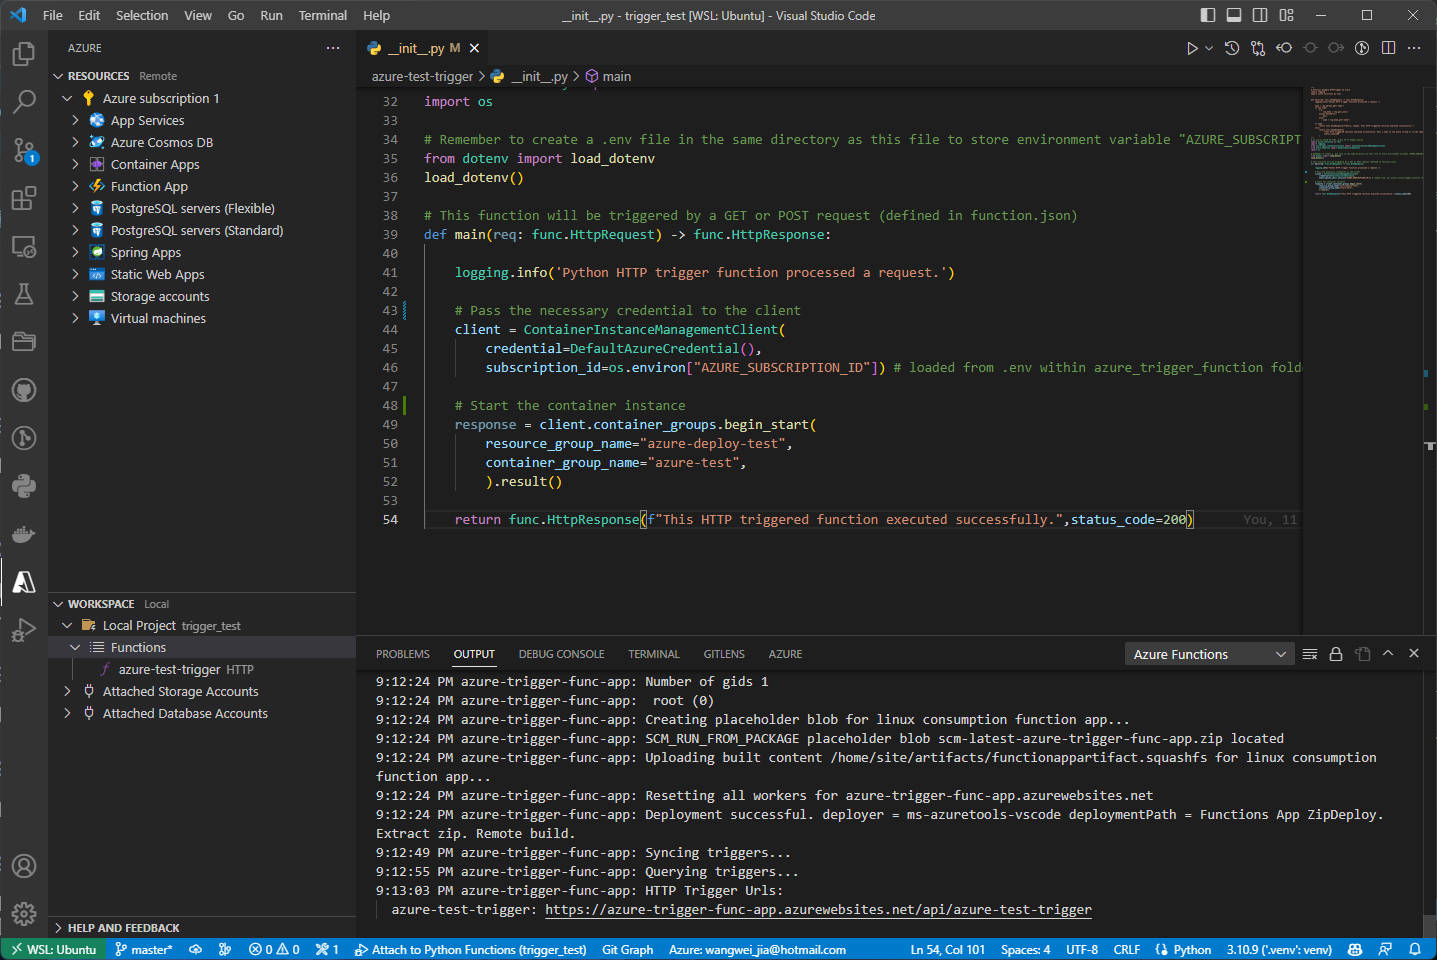 File Edit Selection View Go Run Terminal Help
__init__.py - trigger_test [WSL: Ubuntu] - Visual Studio Code
AZURE
RESOURCES Remote
Azure subscription 1
App Services
Azure Cosmos DB
Container Apps
Function App
PostgreSQL servers (Flexible)
PostgreSQL servers (Standard)
Spring Apps
Static Web Apps
Storage accounts
Virtual machines
1
WORKSPACE Local
Local Project trigger_test
Functions
azure-test-trigger HTTP
Attached Storage Accounts
Attached Database Accounts
HELP AND FEEDBACK
__init__.py M
azure-test-trigger > __init__.py > main
32 import os
33
34 # Remember to create a .env file in the same directory as this file to store environment variable "AZURE_SUBSCRIPT
35 from dotenv import load_dotenv
36 load_dotenv()
37
38 # This function will be triggered by a GET or POST request (defined in function.json)
39 def main(req: func.HttpRequest) -> func.HttpResponse:
40
41 logging.info('Python HTTP trigger function processed a request.')
42
43 # Pass the necessary credential to the client
44 client = ContainerInstanceManagementClient(
45 credential=DefaultAzureCredential(),
46 subscription_id=os.environ["AZURE_SUBSCRIPTION_ID"]) # loaded from .env within azure_trigger_function fold
47
48 # Start the container instance
49 response = client.container_groups.begin_start(
50 resource_group_name="azure-deploy-test",
51 container_group_name="azure-test",
52 ).result()
53
54 return func.HttpResponse(f"This HTTP triggered function executed successfully.",status_code=200) You, 11
PROBLEMS OUTPUT DEBUG CONSOLE TERMINAL GITLENS AZURE
Azure Functions
9:12:24 PM azure-trigger-func-app: Number of gids 1
9:12:24 PM azure-trigger-func-app: root (0)
9:12:24 PM azure-trigger-func-app: Creating placeholder blob for linux consumption function app...
9:12:24 PM azure-trigger-func-app: SCM_RUN_FROM_PACKAGE placeholder blob scm-latest-azure-trigger-func-app.zip located
9:12:24 PM azure-trigger-func-app: Uploading built content /home/site/artifacts/functionappartifact.squashfs for linux consumption
function app...
9:12:24 PM azure-trigger-func-app: Resetting all workers for azure-trigger-func-app.azurewebsites.net
9:12:24 PM azure-trigger-func-app: Deployment successful. deployer = ms-azuretools-vscode deploymentPath = Functions App ZipDeploy.
Extract zip. Remote build.
9:12:49 PM azure-trigger-func-app: Syncing triggers...
9:12:55 PM azure-trigger-func-app: Querying triggers...
9:13:03 PM azure-trigger-func-app: HTTP Trigger Urls:
azure-test-trigger: https://azure-trigger-func-app.azurewebsites.net/api/azure-test-trigger
WSL: Ubuntu master* 0 0 1 Attach to Python Functions (trigger_test) Git Graph Azure: wangwei_jia@hotmail.com Ln 54, Col 101 Spaces: 4 UTF-8 CRLF Python 3.10.9 ('.venv': venv)